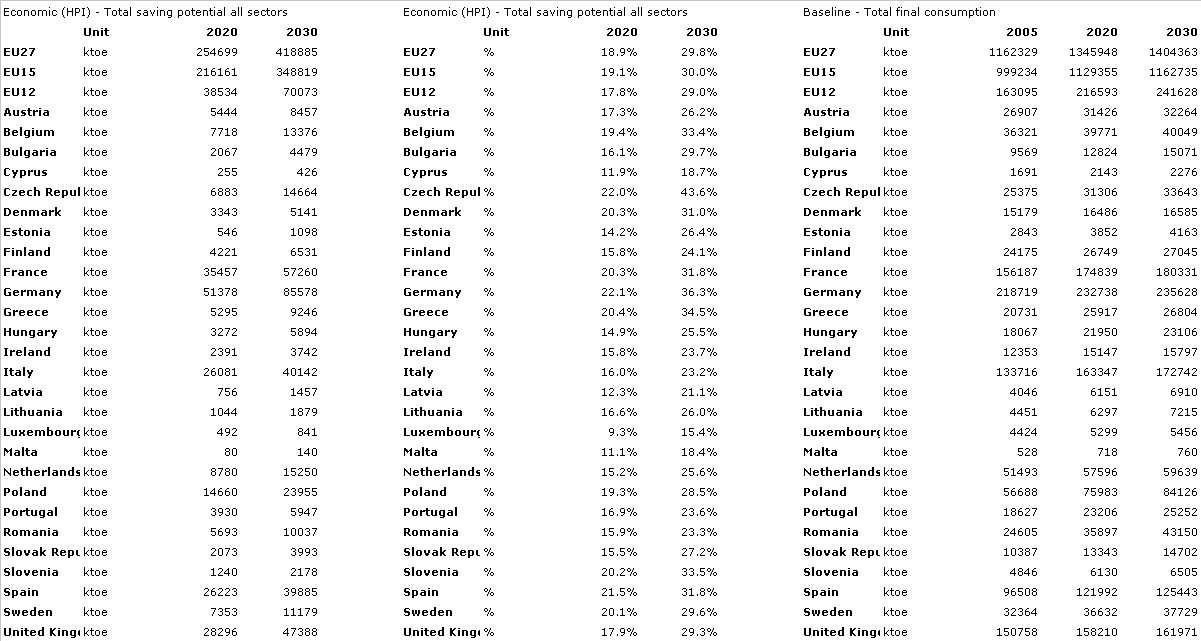 Economic (HPI) - Total saving potential all sectors Economic (HPI) - Total saving potential all sectors Baseline - Total final consumption
Unit 2020 2030 Unit 2020 2030 Unit 2005 2020 2030
EU27 ktoe 254699 418885 EU27 % 18.9% 29.8% EU27 ktoe 1162329 1345948 1404363
EU15 ktoe 216161 348819 EU15 % 19.1% 30.0% EU15 ktoe 999234 1129355 1162735
EU12 ktoe 38534 70073 EU12 % 17.8% 29.0% EU12 ktoe 163095 216593 241628
Austria ktoe 5444 8457 Austria % 17.3% 26.2% Austria ktoe 26907 31426 32264
Belgium ktoe 7718 13376 Belgium % 19.4% 33.4% Belgium ktoe 36321 39771 40049
Bulgaria ktoe 2067 4479 Bulgaria % 16.1% 29.7% Bulgaria ktoe 9569 12824 15071
Cyprus ktoe 255 426 Cyprus % 11.9% 18.7% Cyprus ktoe 1691 2143 2276
Czech Repul ktoe 6883 14664 Czech Repul % 22.0% 43.6% Czech Repul ktoe 25375 31306 33643
Denmark ktoe 3343 5141 Denmark % 20.3% 31.0% Denmark ktoe 15179 16486 16585
Estonia ktoe 546 1098 Estonia % 14.2% 26.4% Estonia ktoe 2843 3852 4163
Finland ktoe 4221 6531 Finland % 15.8% 24.1% Finland ktoe 24175 26749 27045
France ktoe 35457 57260 France % 20.3% 31.8% France ktoe 156187 174839 180331
Germany ktoe 51378 85578 Germany % 22.1% 36.3% Germany ktoe 218719 232738 235628
Greece ktoe 5295 9246 Greece % 20.4% 34.5% Greece ktoe 20731 25917 26804
Hungary ktoe 3272 5894 Hungary % 14.9% 25.5% Hungary ktoe 18067 21950 23106
Ireland ktoe 2391 3742 Ireland % 15.8% 23.7% Ireland ktoe 12353 15147 15797
Italy ktoe 26081 40142 Italy % 16.0% 23.2% Italy ktoe 133716 163347 172742
Latvia ktoe 756 1457 Latvia % 12.3% 21.1% Latvia ktoe 4046 6151 6910
Lithuania ktoe 1044 1879 Lithuania % 16.6% 26.0% Lithuania ktoe 4451 6297 7215
Luxembourg ktoe 492 841 Luxembourg % 9.3% 15.4% Luxembourg ktoe 4424 5299 5456
Malta ktoe 80 140 Malta % 11.1% 18.4% Malta ktoe 528 718 760
Netherlands ktoe 8780 15250 Netherlands % 15.2% 25.6% Netherlands ktoe 51493 57596 59639
Poland ktoe 14660 23955 Poland % 19.3% 28.5% Poland ktoe 56688 75983 84126
Portugal ktoe 3930 5947 Portugal % 16.9% 23.6% Portugal ktoe 18627 23206 25252
Romania ktoe 5693 10037 Romania % 15.9% 23.3% Romania ktoe 24605 35897 43150
Slovak Repu ktoe 2073 3993 Slovak Repu % 15.5% 27.2% Slovak Repu ktoe 10387 13343 14702
Slovenia ktoe 1240 2178 Slovenia % 20.2% 33.5% Slovenia ktoe 4846 6130 6505
Spain ktoe 26223 39885 Spain % 21.5% 31.8% Spain ktoe 96508 121992 125443
Sweden ktoe 7353 11179 Sweden % 20.1% 29.6% Sweden ktoe 32364 36632 37729
United King ktoe 28296 47388 United King % 17.9% 29.3% United King ktoe 150758 158210 161971